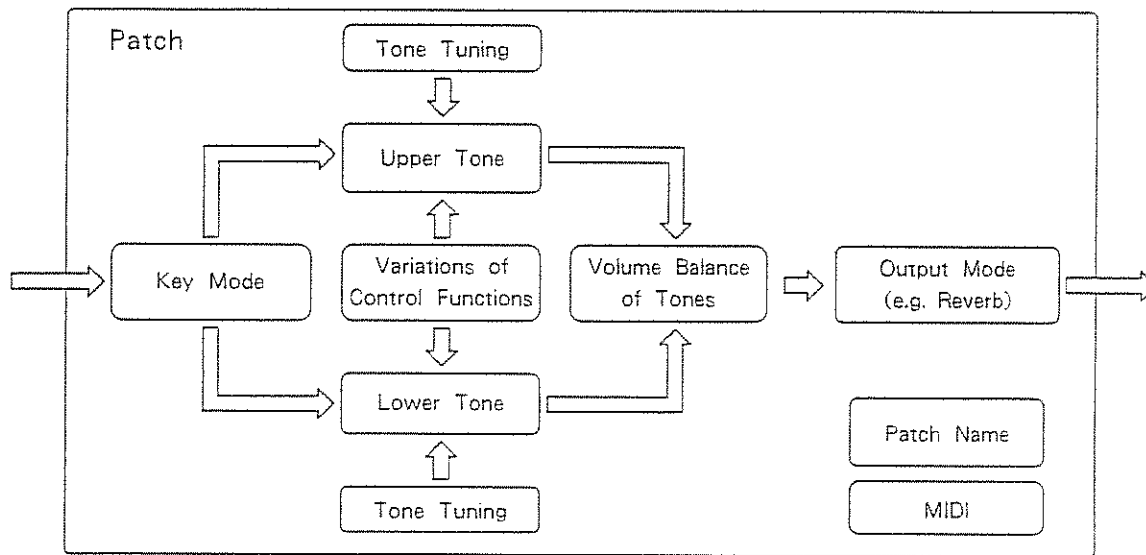 Patch
Tone Tuning
Upper Tone
Key Mode
Variations of
Control Functions
Volume Balance
of Tones
Output Mode
(e.g. Reverb)
Lower Tone
Patch Name
Tone Tuning
MIDI